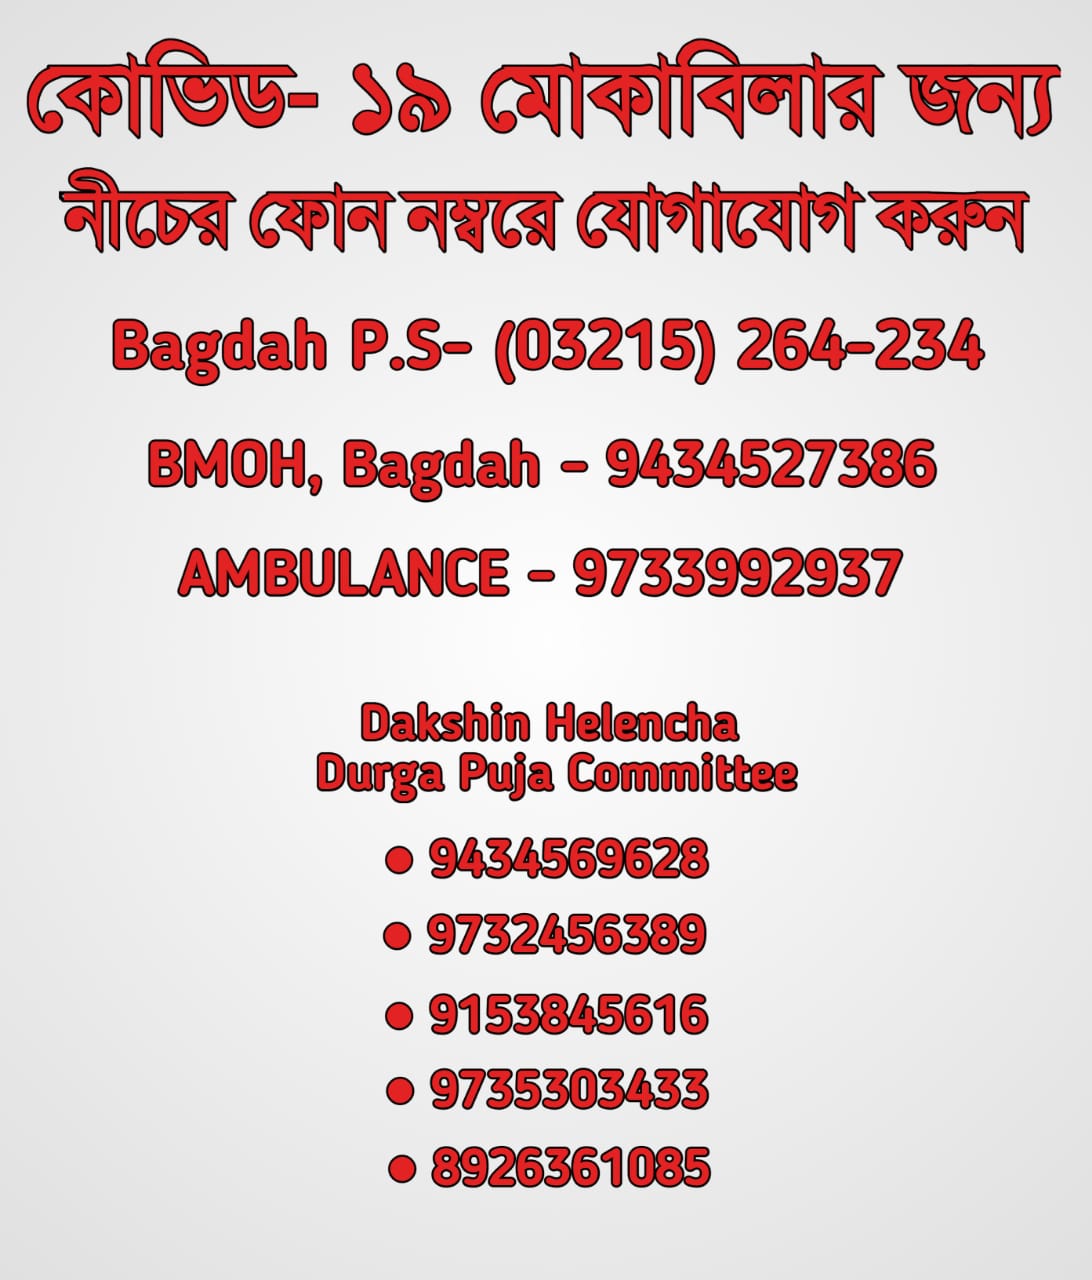 কোভিড- ১৯ মোকাবিলার জন্য
নীচের ফোন নম্বরে যোগাযোগ করুন
Bagdah P.S- (03215) 264-234
BMOH, Bagdah - 9434527386
AMBULANCE - 9733992937
Dakshin Helencha
Durga Puja Committee
• 9434569628
• 9732456389
• 9153845616
• 9735303433
• 8926361085